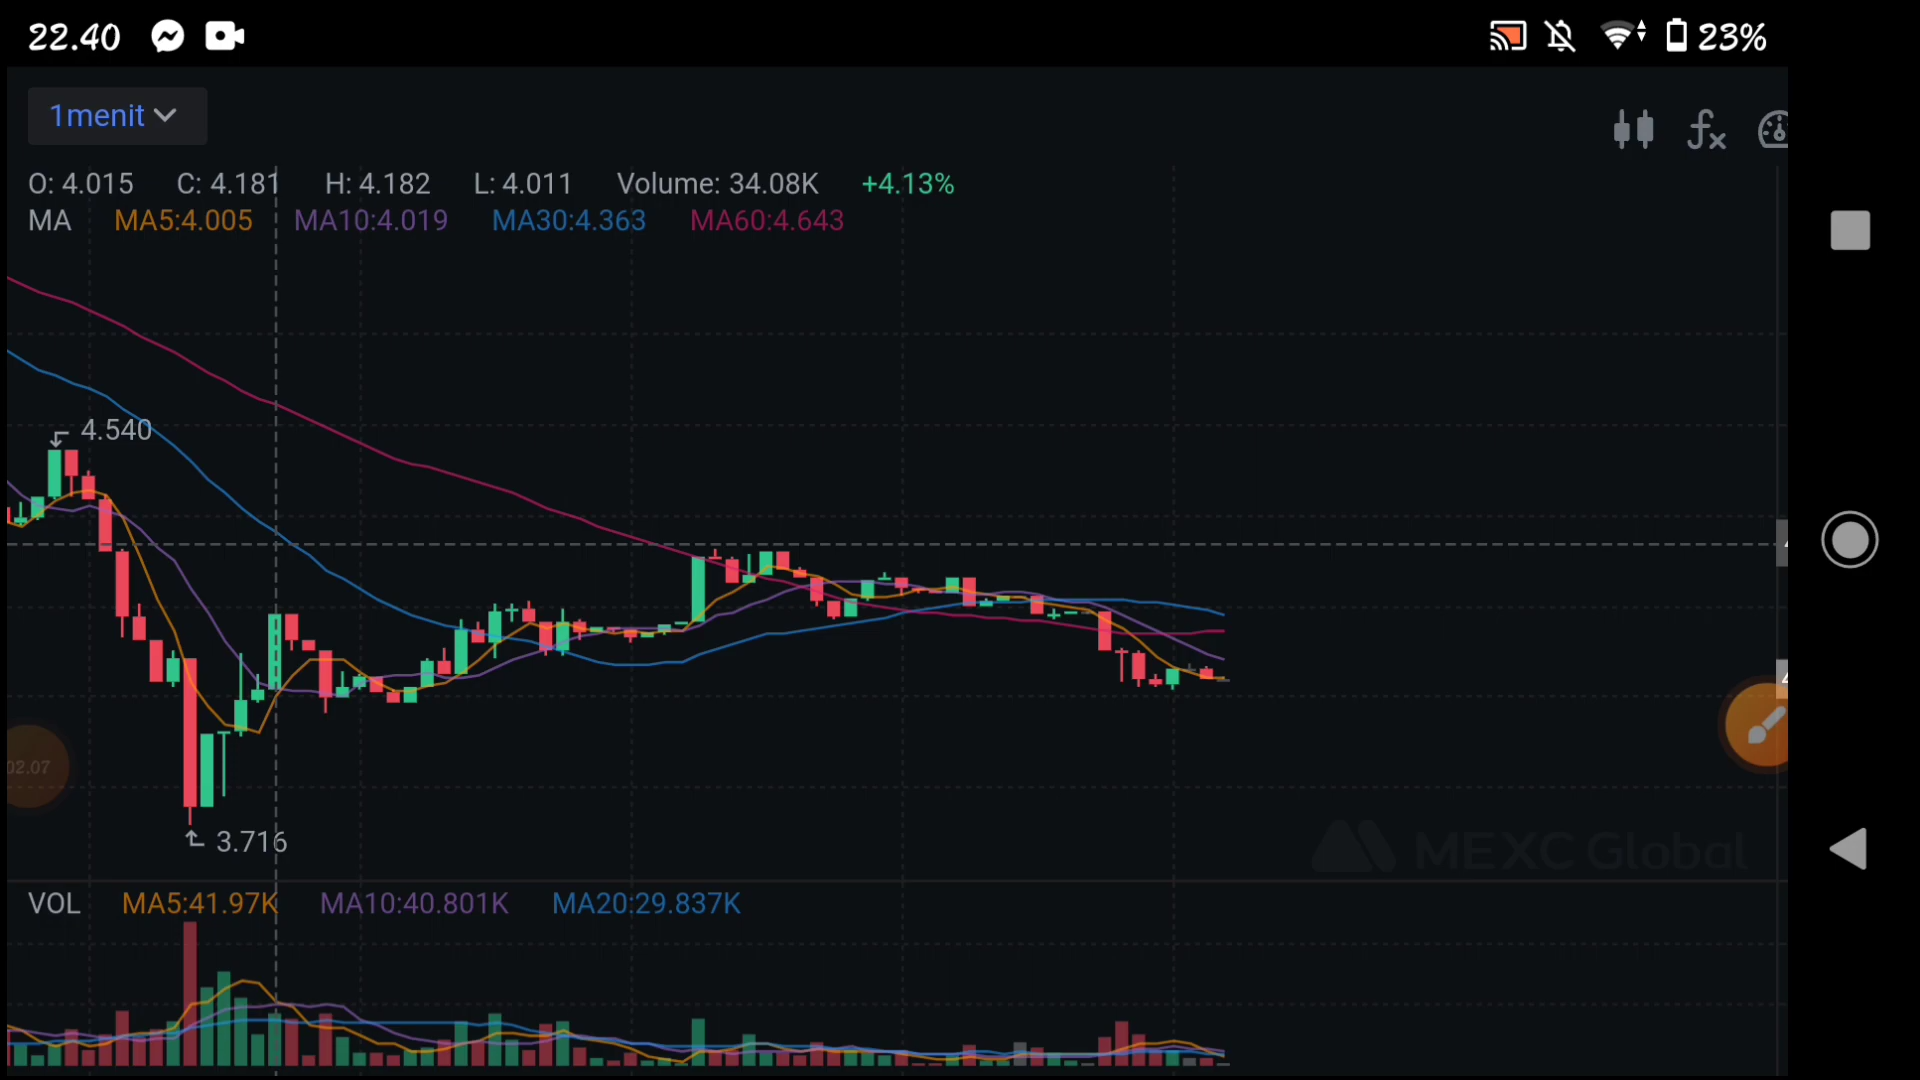 22.40 23%
1menit
O: 4.015 C: 4.181 H: 4.182 L: 4.011 Volume: 34.08K +4.13%
MA MA5:4.005 MA10:4.019 MA30:4.363 MA60:4.643
4.540
02.07
3.716
MEXC Global
VOL MA5:41.97K MA10:40.801K MA20:29.837K